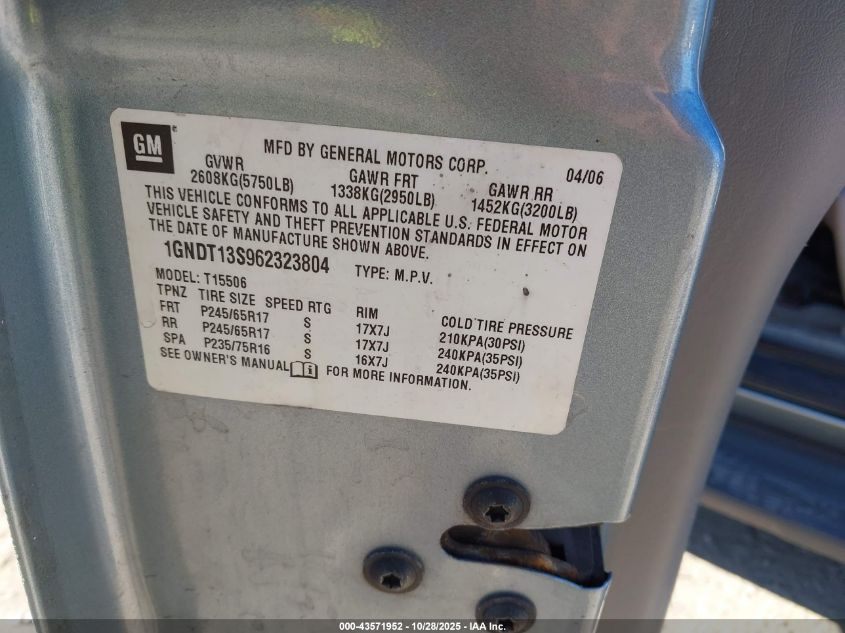 GM ®
MFD BY GENERAL MOTORS CORP. 04/06
GVWR GAWR FRT GAWR RR
2608KG(5750LB) 1338KG(2950LB) 1452KG(3200LB)
THIS VEHICLE CONFORMS TO ALL APPLICABLE U.S. FEDERAL MOTOR
VEHICLE SAFETY AND THEFT PREVENTION STANDARDS IN EFFECT ON
THE DATE OF MANUFACTURE SHOWN ABOVE.
1GNDT13S962323804 TYPE: M.P.V.
MODEL: T15506
TPNZ TIRE SIZE SPEED RTG RIM COLD TIRE PRESSURE
FRT P245/65R17 S 17X7J 210KPA(30PSI)
RR P245/65R17 S 17X7J 240KPA(35PSI)
SPA P235/75R16 S 16X7J 240KPA(35PSI)
SEE OWNER'S MANUAL FOR MORE INFORMATION.
000-43571952 | 10/28/2025 | IAA Inc.